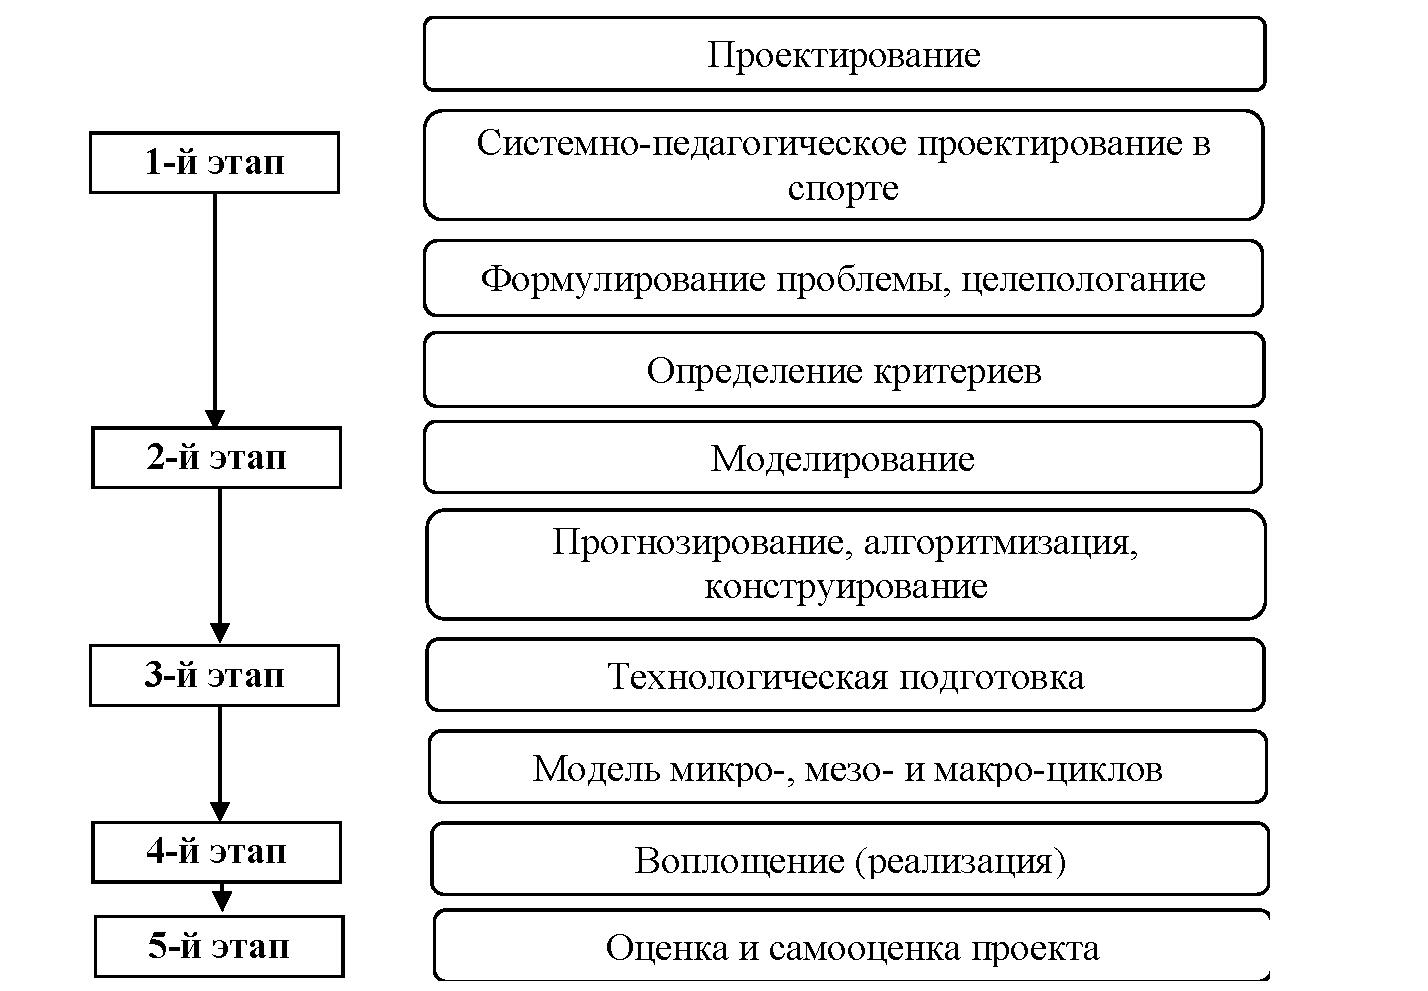 Проектирование
1-й этап
Системно-педагогическое проектирование в
спорте
Формулирование проблемы, целепологание
Определение критериев
2-й этап
Моделирование
Прогнозирование, алгоритмизация,
конструирование
3-й этап
Технологическая подготовка
Модель микро-, мезо- и макро-циклов
4-й этап
Воплощение (реализация)
5-й этап
Оценка и самооценка проекта